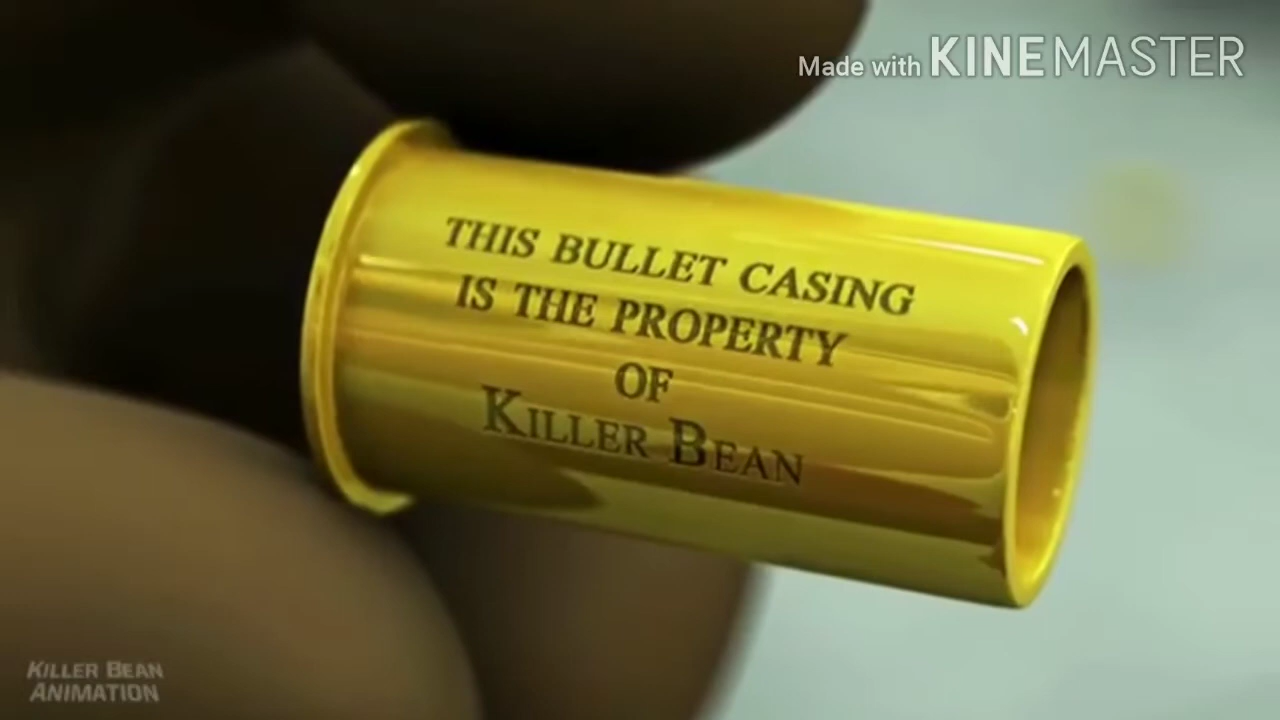 Made with KINEMASTER
THIS BULLET CASING
IS THE PROPERTY
OF
KILLER BEAN
KILLER BEAN
ANIMATION